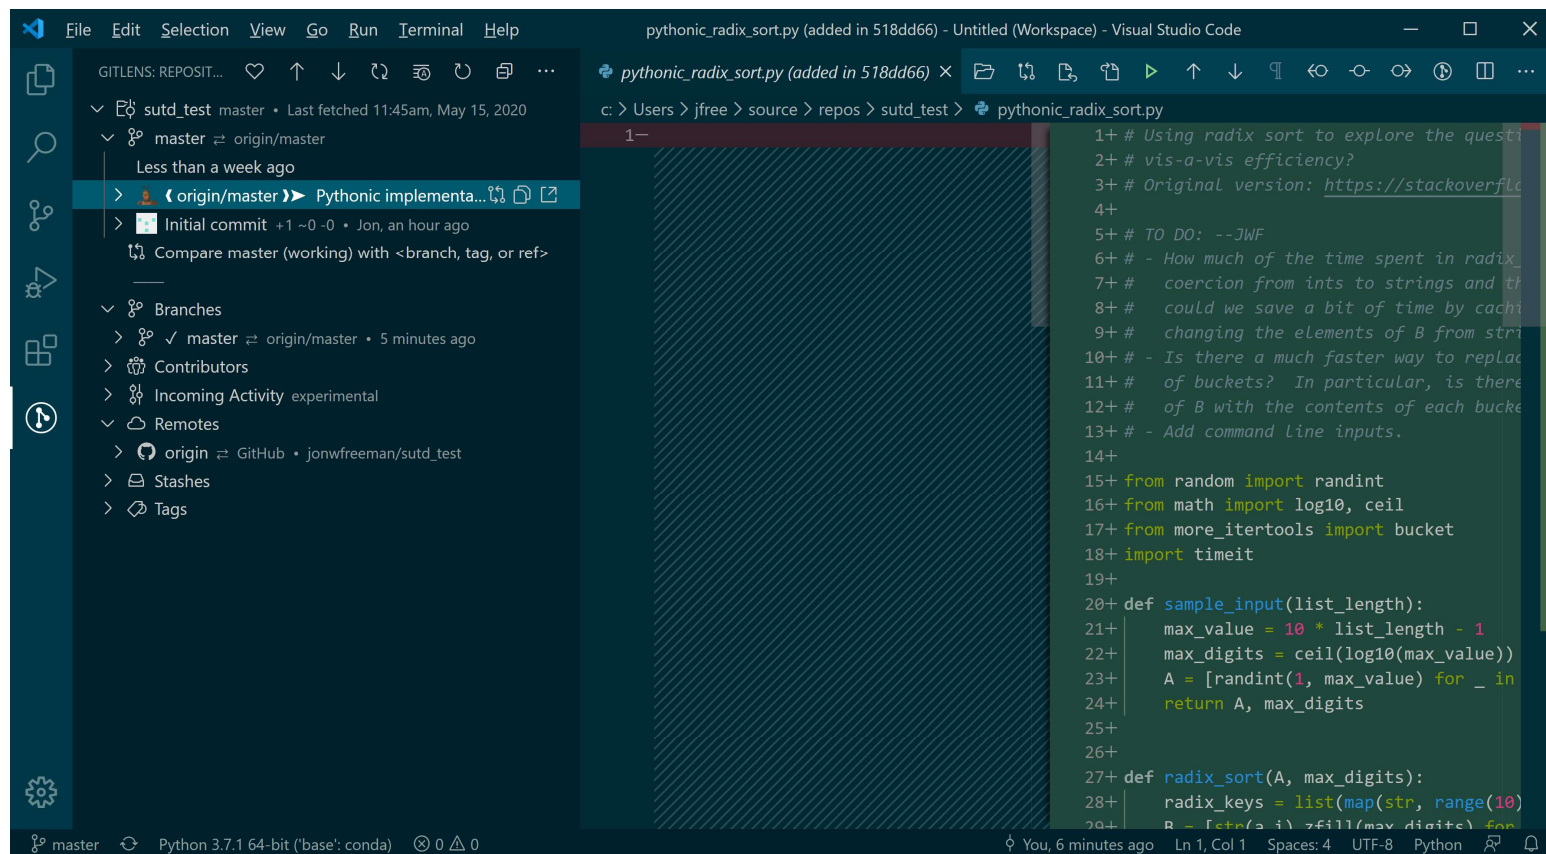 File Edit Selection View Go Run Terminal Help pythonic_radix_sort.py (added in 518dd66) - Untitled (Workspace) - Visual Studio Code
GITLENS: REPOSIT...
sutd_test master • Last fetched 11:45am, May 15, 2020
master ⇄ origin/master
Less than a week ago
origin/master Pythonic implementa...
Initial commit +1 ~0 -0 • Jon, an hour ago
Compare master (working) with <branch, tag, or ref>
Branches
✓ master ⇄ origin/master • 5 minutes ago
Contributors
Incoming Activity experimental
Remotes
origin ⇄ GitHub • jonwfreeman/sutd_test
Stashes
Tags
pythonic_radix_sort.py (added in 518dd66)
c: > Users > jfree > source > repos > sutd_test > pythonic_radix_sort.py
1−
1+ # Using radix sort to explore the questi
2+ # vis-a-vis efficiency?
3+ # Original version: https://stackoverflo
4+
5+ # TO DO: --JWF
6+ # - How much of the time spent in radix_
7+ #   coercion from ints to strings and th
8+ #   could we save a bit of time by cachi
9+ #   changing the elements of B from stri
10+ # - Is there a much faster way to replac
11+ #   of buckets?  In particular, is there
12+ #   of B with the contents of each bucke
13+ # - Add command line inputs.
14+
15+ from random import randint
16+ from math import log10, ceil
17+ from more_itertools import bucket
18+ import timeit
19+
20+ def sample_input(list_length):
21+     max_value = 10 * list_length - 1
22+     max_digits = ceil(log10(max_value))
23+     A = [randint(1, max_value) for _ in
24+     return A, max_digits
25+
26+
27+ def radix_sort(A, max_digits):
28+     radix_keys = list(map(str, range(10)
29+     B = [str(a_i).zfill(max_digits) for
master Python 3.7.1 64-bit ('base': conda) 0 0 You, 6 minutes ago Ln 1, Col 1 Spaces: 4 UTF-8 Python